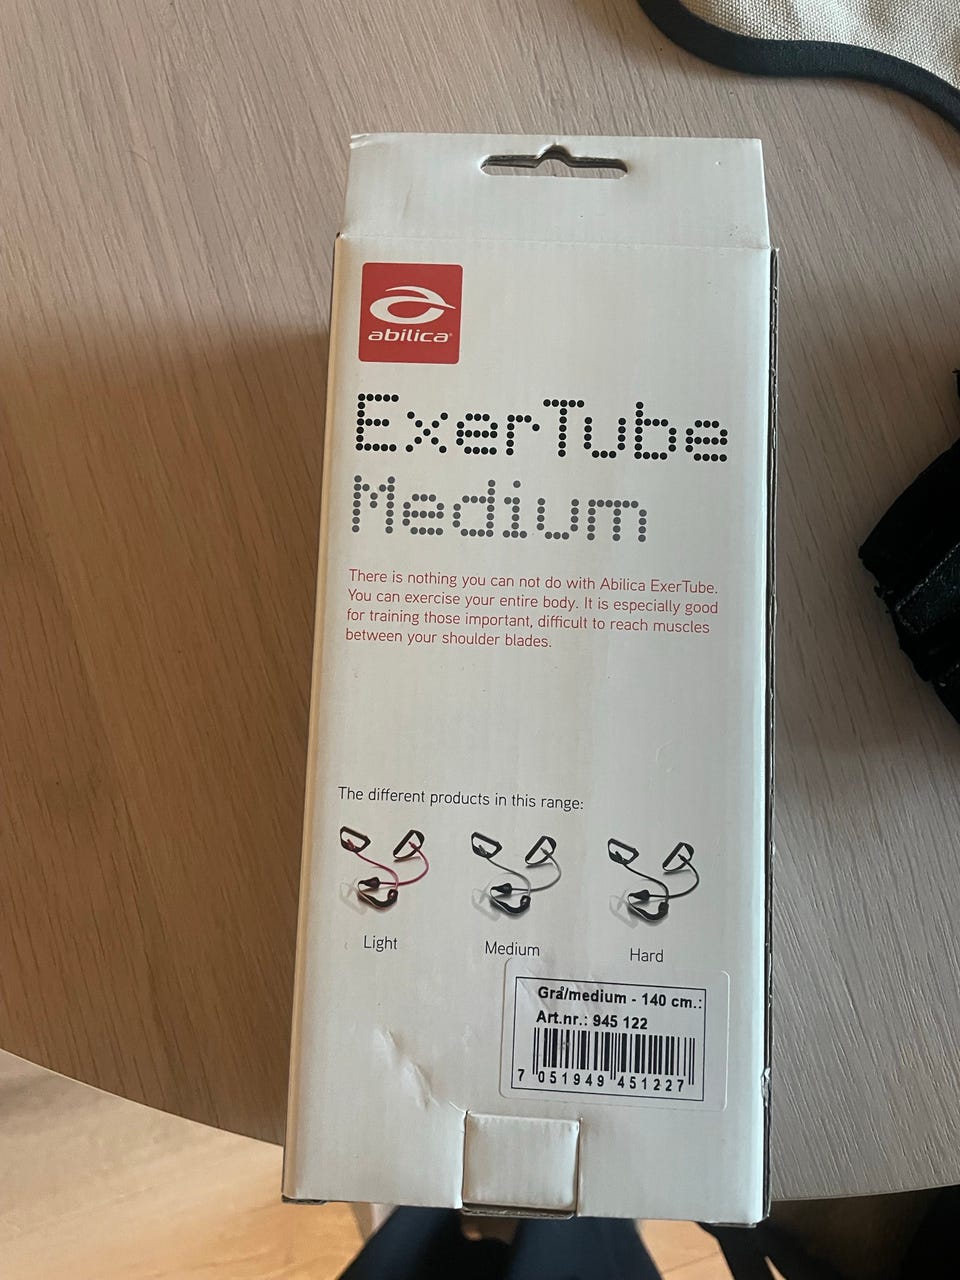 abilica
ExerTube
Medium
There is nothing you can not do with Abilica ExerTube.
You can exercise your entire body. It is especially good
for training those important, difficult to reach muscles
between your shoulder blades.
The different products in this range:
Light
Medium
Hard
Grå/medium - 140 cm.:
Art.nr.: 945 122
7 051949 451227